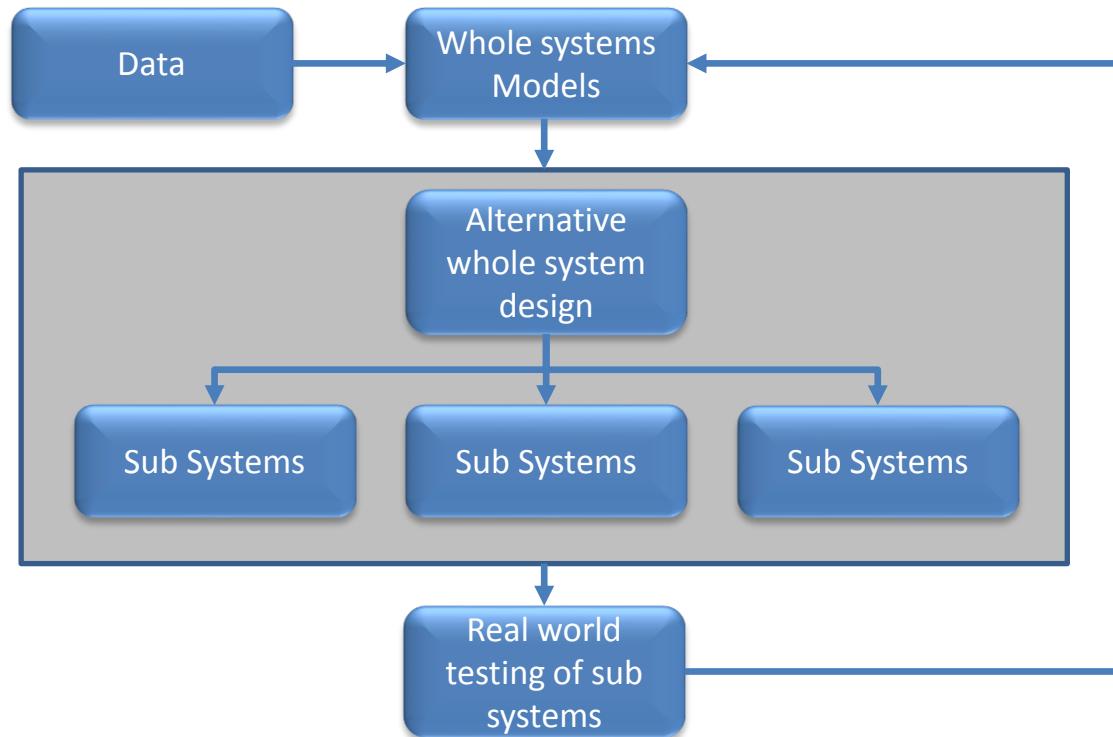 Data
Whole systems
Models
Alternative
whole system
design
Sub Systems
Sub Systems
Sub Systems
Real world
testing of sub
systems